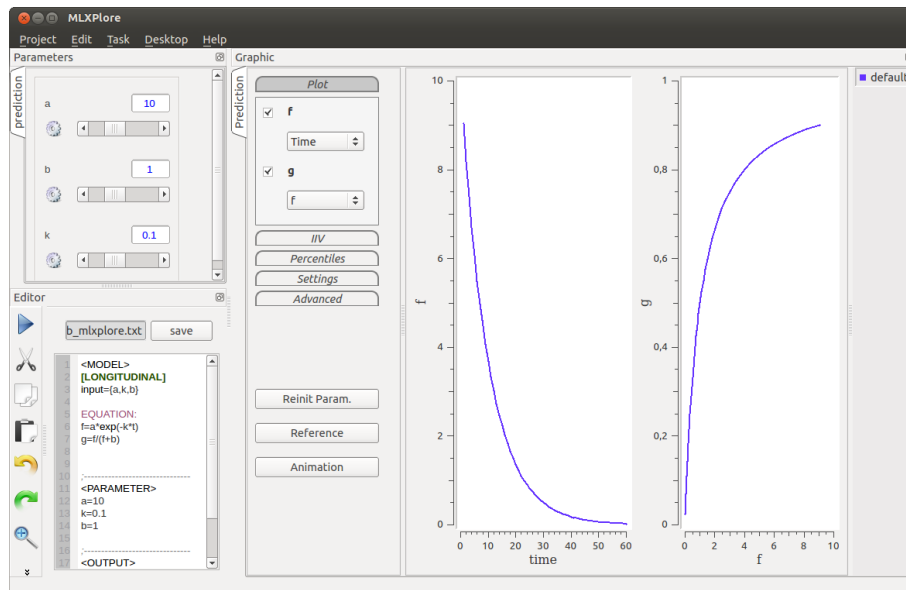 MLXPlore
Project Edit Task Desktop Help
Parameters
prediction
a
10
b
1
k
0.1
Editor
b_mlxplore.txt
save
1 <MODEL>
2 [LONGITUDINAL]
3 input={a,k,b}
4
5 EQUATION:
6 f=a*exp(-k*t)
7 g=f/(f+b)
8
9
10 ;------------------------------
11 <PARAMETER>
12 a=10
13 k=0.1
14 b=1
15
16 ;------------------------------
17 <OUTPUT>
Graphic
Prediction
Plot
f
Time
g
f
IIV
Percentiles
Settings
Advanced
Reinit Param.
Reference
Animation
f
10
8
6
4
2
0
0 10 20 30 40 50 60
time
g
1
0,8
0,6
0,4
0,2
0
0 2 4 6 8 10
f
default